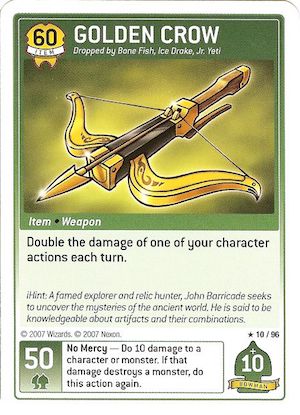 60
ITEM
GOLDEN CROW
Dropped by Bone Fish, Ice Drake, Jr. Yeti
Item • Weapon
Double the damage of one of your character
actions each turn.
iHint: A famed explorer and relic hunter, John Barricade seeks
to uncover the mysteries of the ancient world. He is said to be
knowledgeable about artifacts and their combinations.
© 2007 Wizards. © 2007 Nexon.
★ 10 / 96
50
No Mercy — Do 10 damage to a
character or monster. If that
damage destroys a monster, do
this action again.
10
BOWMAN